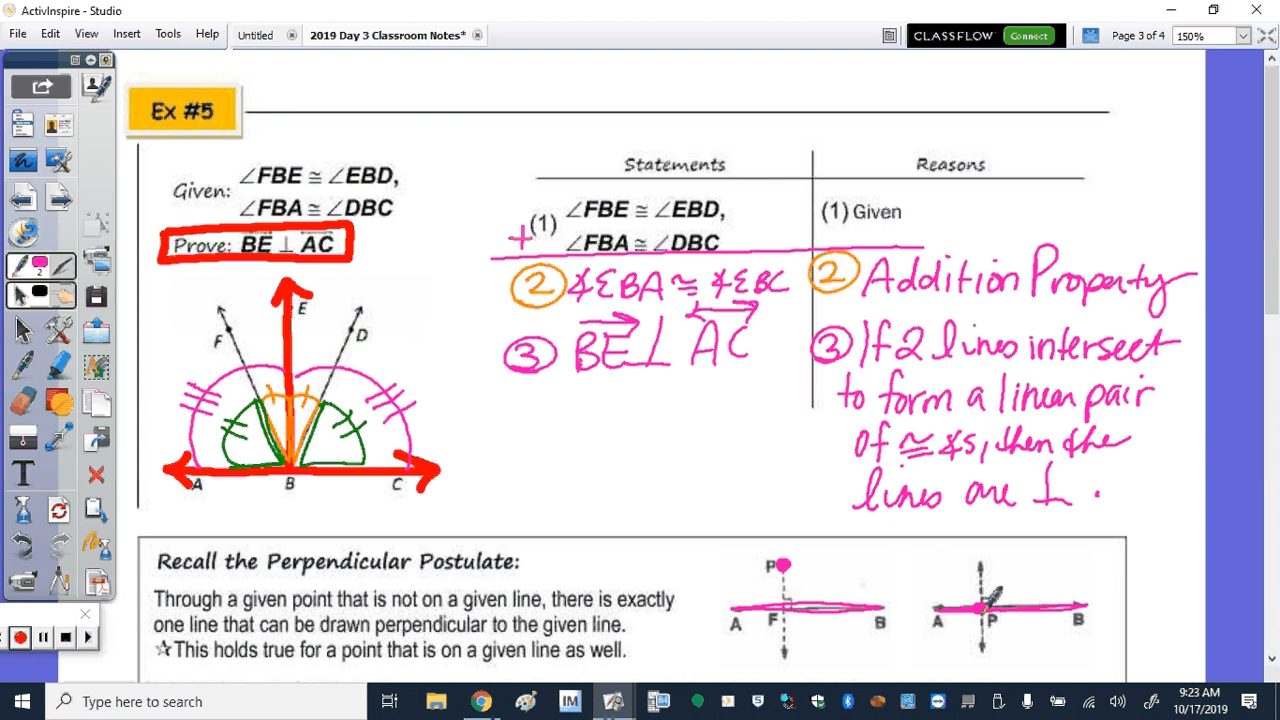 ActivInspire - Studio
File Edit View Insert Tools Help Untitled 2019 Day 3 Classroom Notes* CLASSFLOW Connect Page 3 of 4 150%
Ex #5
Given: ∠FBE ≅ ∠EBD,
∠FBA ≅ ∠DBC
Prove: BE ⊥ AC
E
F
D
A B C
Statements Reasons
+ (1) ∠FBE ≅ ∠EBD, (1) Given
∠FBA ≅ ∠DBC
② ∡EBA ≅ ∡EBC ② Addition Property
③ BE ⊥ AC ③ If 2 lines intersect
to form a linear pair
of ≅ ∡s, then the
lines are ⊥.
Recall the Perpendicular Postulate:
Through a given point that is not on a given line, there is exactly
one line that can be drawn perpendicular to the given line.
☆This holds true for a point that is on a given line as well.
P
A F B
A P B
2
T
Type here to search
IM
5
9:23 AM
10/17/2019